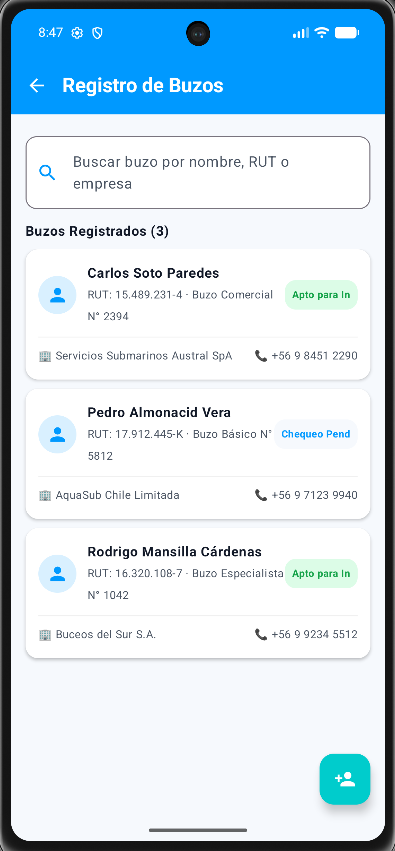 8:47
Registro de Buzos
Buscar buzo por nombre, RUT o
empresa
Buzos Registrados (3)
Carlos Soto Paredes
RUT: 15.489.231-4 · Buzo Comercial
N° 2394
Apto para In
🏢 Servicios Submarinos Austral SpA
📞 +56 9 8451 2290
Pedro Almonacid Vera
RUT: 17.912.445-K · Buzo Básico N°
5812
Chequeo Pend
🏢 AquaSub Chile Limitada
📞 +56 9 7123 9940
Rodrigo Mansilla Cárdenas
RUT: 16.320.108-7 · Buzo Especialista
N° 1042
Apto para In
🏢 Buceos del Sur S.A.
📞 +56 9 9234 5512